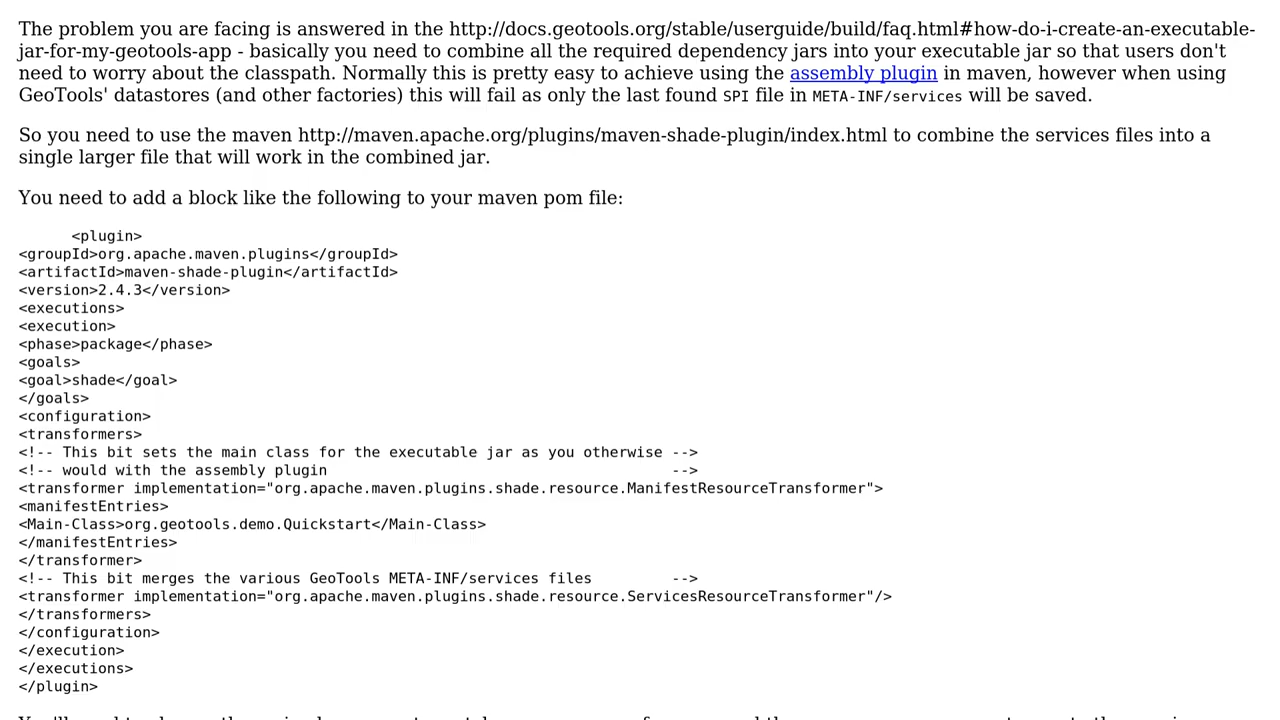 The problem you are facing is answered in the http://docs.geotools.org/stable/userguide/build/faq.html#how-do-i-create-an-executable-
jar-for-my-geotools-app - basically you need to combine all the required dependency jars into your executable jar so that users don't
need to worry about the classpath. Normally this is pretty easy to achieve using the assembly plugin in maven, however when using
GeoTools' datastores (and other factories) this will fail as only the last found SPI file in META-INF/services will be saved.
So you need to use the maven http://maven.apache.org/plugins/maven-shade-plugin/index.html to combine the services files into a
single larger file that will work in the combined jar.
You need to add a block like the following to your maven pom file:
<plugin>
<groupId>org.apache.maven.plugins</groupId>
<artifactId>maven-shade-plugin</artifactId>
<version>2.4.3</version>
<executions>
<execution>
<phase>package</phase>
<goals>
<goal>shade</goal>
</goals>
<configuration>
<transformers>
<!-- This bit sets the main class for the executable jar as you otherwise -->
<!-- would with the assembly plugin                                       -->
<transformer implementation="org.apache.maven.plugins.shade.resource.ManifestResourceTransformer">
<manifestEntries>
<Main-Class>org.geotools.demo.Quickstart</Main-Class>
</manifestEntries>
</transformer>
<!-- This bit merges the various GeoTools META-INF/services files         -->
<transformer implementation="org.apache.maven.plugins.shade.resource.ServicesResourceTransformer"/>
</transformers>
</configuration>
</execution>
</executions>
</plugin>